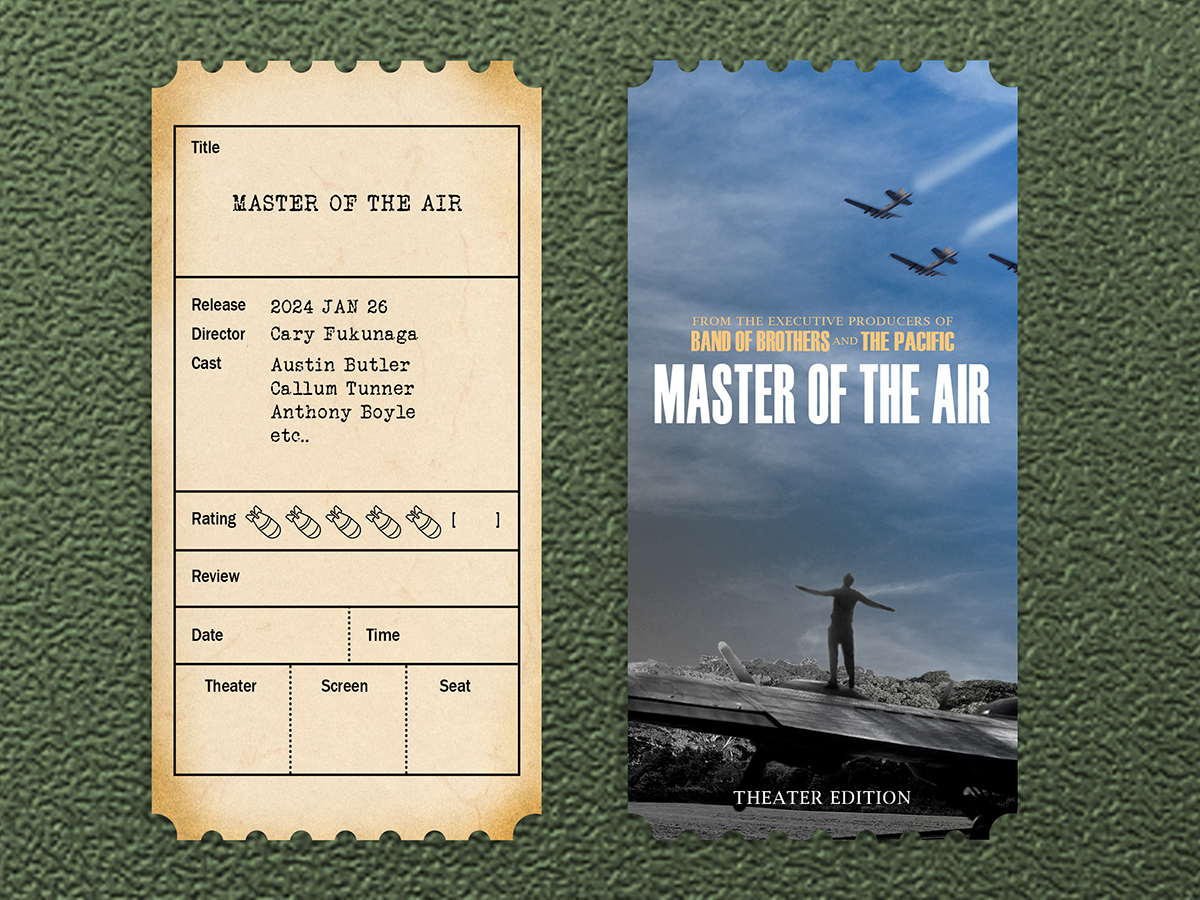 Title
MASTER OF THE AIR
Release 2024 JAN 26
Director Cary Fukunaga
Cast Austin Butler
Callum Tunner
Anthony Boyle
etc..
Rating [ ]
Review
Date Time
Theater Screen Seat
FROM THE EXECUTIVE PRODUCERS OF
BAND OF BROTHERS AND THE PACIFIC
MASTER OF THE AIR
THEATER EDITION